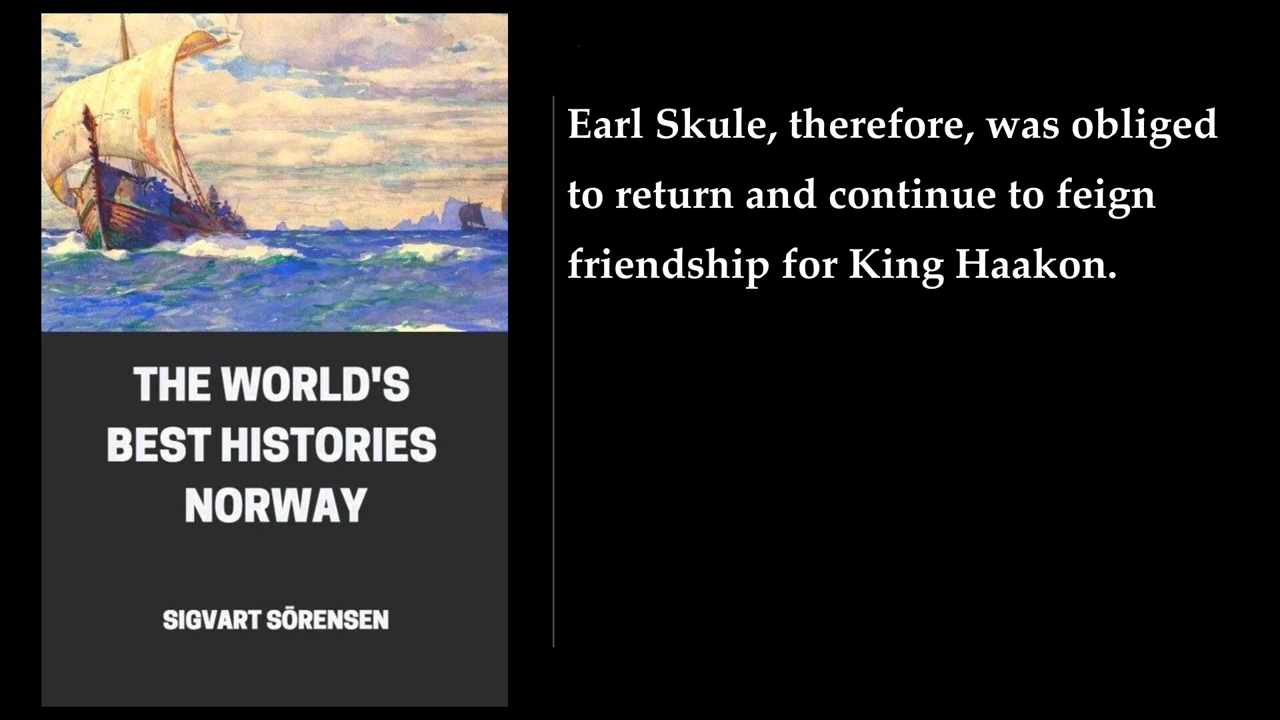 THE WORLD'S
BEST HISTORIES
NORWAY
SIGVART SÖRENSEN
Earl Skule, therefore, was obliged
to return and continue to feign
friendship for King Haakon.